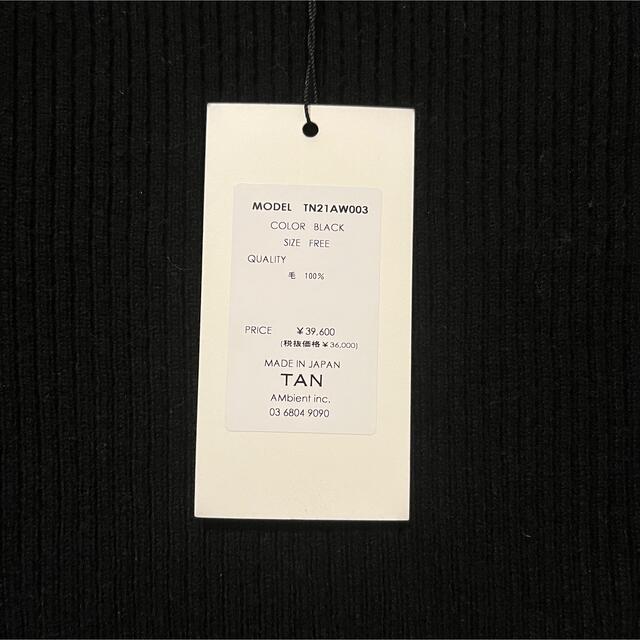 MODEL TN21AW003
COLOR BLACK
SIZE FREE
QUALITY
毛 100%
PRICE ¥39,600
(税抜価格¥36,000)
MADE IN JAPAN
TAN
AMbient inc.
03 6804 9090